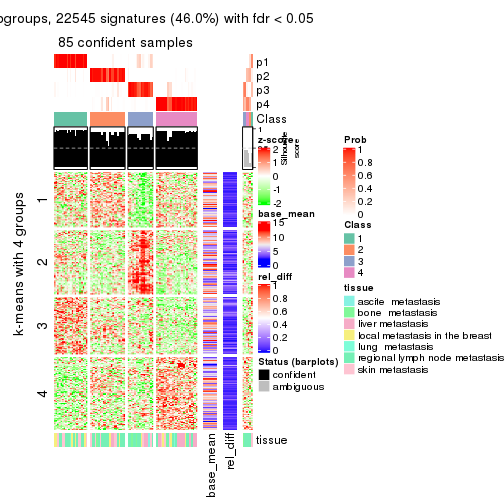 ogroups, 22545 signatures (46.0%) with fdr < 0.05
85 confident samples
p1
p2
p3
p4
Class
1
Silhouette score
k-means with 4 groups
1
2
3
4
tissue
base_mean
rel_diff
z-score
2
1
0
-1
-2
base_mean
15
10
5
0
rel_diff
1
0.8
0.6
0.4
0.2
0
Status (barplots)
confident
ambiguous
Prob
1
0.8
0.6
0.4
0.2
0
Class
1
2
3
4
tissue
ascite metastasis
bone metastasis
liver metastasis
local metastasis in the breast
lung metastasis
regional lymph node metastasis
skin metastasis